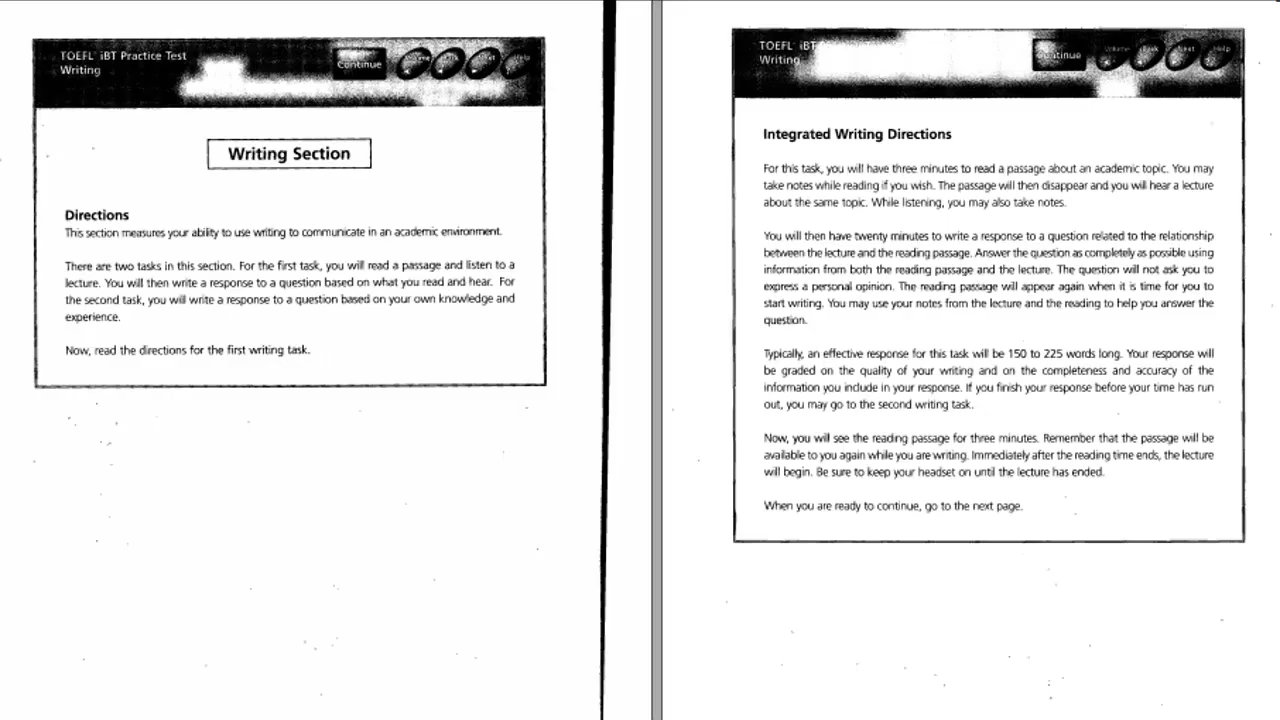 TOEFL iBT Practice Test
Writing
Continue
Next
Help
Writing Section
Directions
This section measures your ability to use writing to communicate in an academic environment.
There are two tasks in this section. For the first task, you will read a passage and listen to a
lecture. You will then write a response to a question based on what you read and hear. For
the second task, you will write a response to a question based on your own knowledge and
experience.
Now, read the directions for the first writing task.
TOEFL iBT
Writing
Continue
Volume
Next
Help
Integrated Writing Directions
For this task, you will have three minutes to read a passage about an academic topic. You may
take notes while reading if you wish. The passage will then disappear and you will hear a lecture
about the same topic. While listening, you may also take notes.
You will then have twenty minutes to write a response to a question related to the relationship
between the lecture and the reading passage. Answer the question as completely as possible using
information from both the reading passage and the lecture. The question will not ask you to
express a personal opinion. The reading passage will appear again when it is time for you to
start writing. You may use your notes from the lecture and the reading to help you answer the
question.
Typically, an effective response for this task will be 150 to 225 words long. Your response will
be graded on the quality of your writing and on the completeness and accuracy of the
information you include in your response. If you finish your response before your time has run
out, you may go to the second writing task.
Now, you will see the reading passage for three minutes. Remember that the passage will be
available to you again while you are writing. Immediately after the reading time ends, the lecture
will begin. Be sure to keep your headset on until the lecture has ended.
When you are ready to continue, go to the next page.